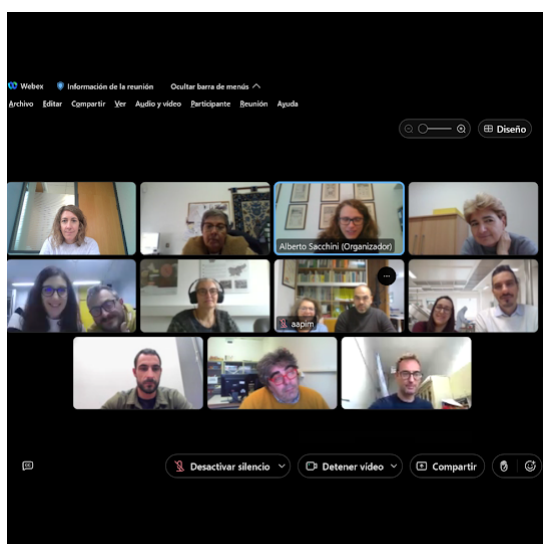 Webex Información de la reunión Ocultar barra de menús
Archivo Editar Compartir Ver Audio y vídeo Participante Reunión Ayuda
Diseño
Alberto Sacchini (Organizador)
aapim
Desactivar silencio Detener vídeo Compartir